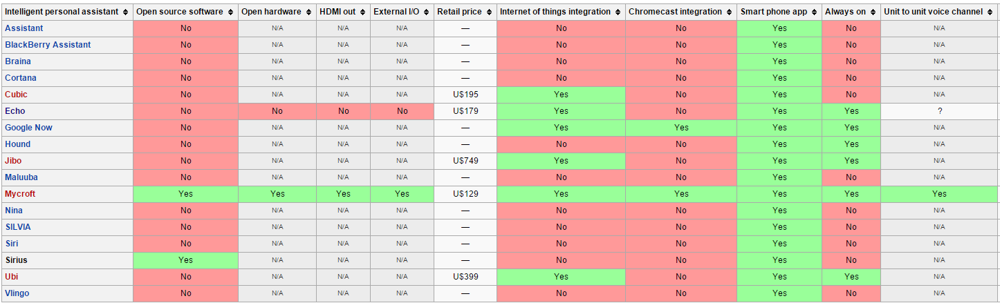 Intelligent personal assistant Open source software Open hardware HDMI out External I/O Retail price Internet of things integration Chromecast integration Smart phone app Always on Unit to unit voice channel
Assistant No N/A N/A N/A — No No Yes No N/A
BlackBerry Assistant No N/A N/A N/A — No No Yes No N/A
Braina No N/A N/A N/A — No No Yes No N/A
Cortana No N/A N/A N/A — No No Yes No N/A
Cubic No N/A N/A N/A U$195 Yes No Yes No N/A
Echo No No No No U$179 Yes No Yes Yes ?
Google Now No N/A N/A N/A — Yes Yes Yes Yes N/A
Hound No N/A N/A N/A — No No Yes Yes N/A
Jibo No N/A N/A N/A U$749 Yes No Yes Yes N/A
Maluuba No N/A N/A N/A — No No Yes No N/A
Mycroft Yes Yes Yes Yes U$129 Yes Yes Yes Yes Yes
Nina No N/A N/A N/A — No No Yes No N/A
SILVIA No N/A N/A N/A — No No Yes No N/A
Siri No N/A N/A N/A — No No Yes No N/A
Sirius Yes N/A N/A N/A — No No Yes No N/A
Ubi No N/A N/A N/A U$399 Yes No Yes Yes N/A
Vlingo No N/A N/A N/A — No No Yes No N/A